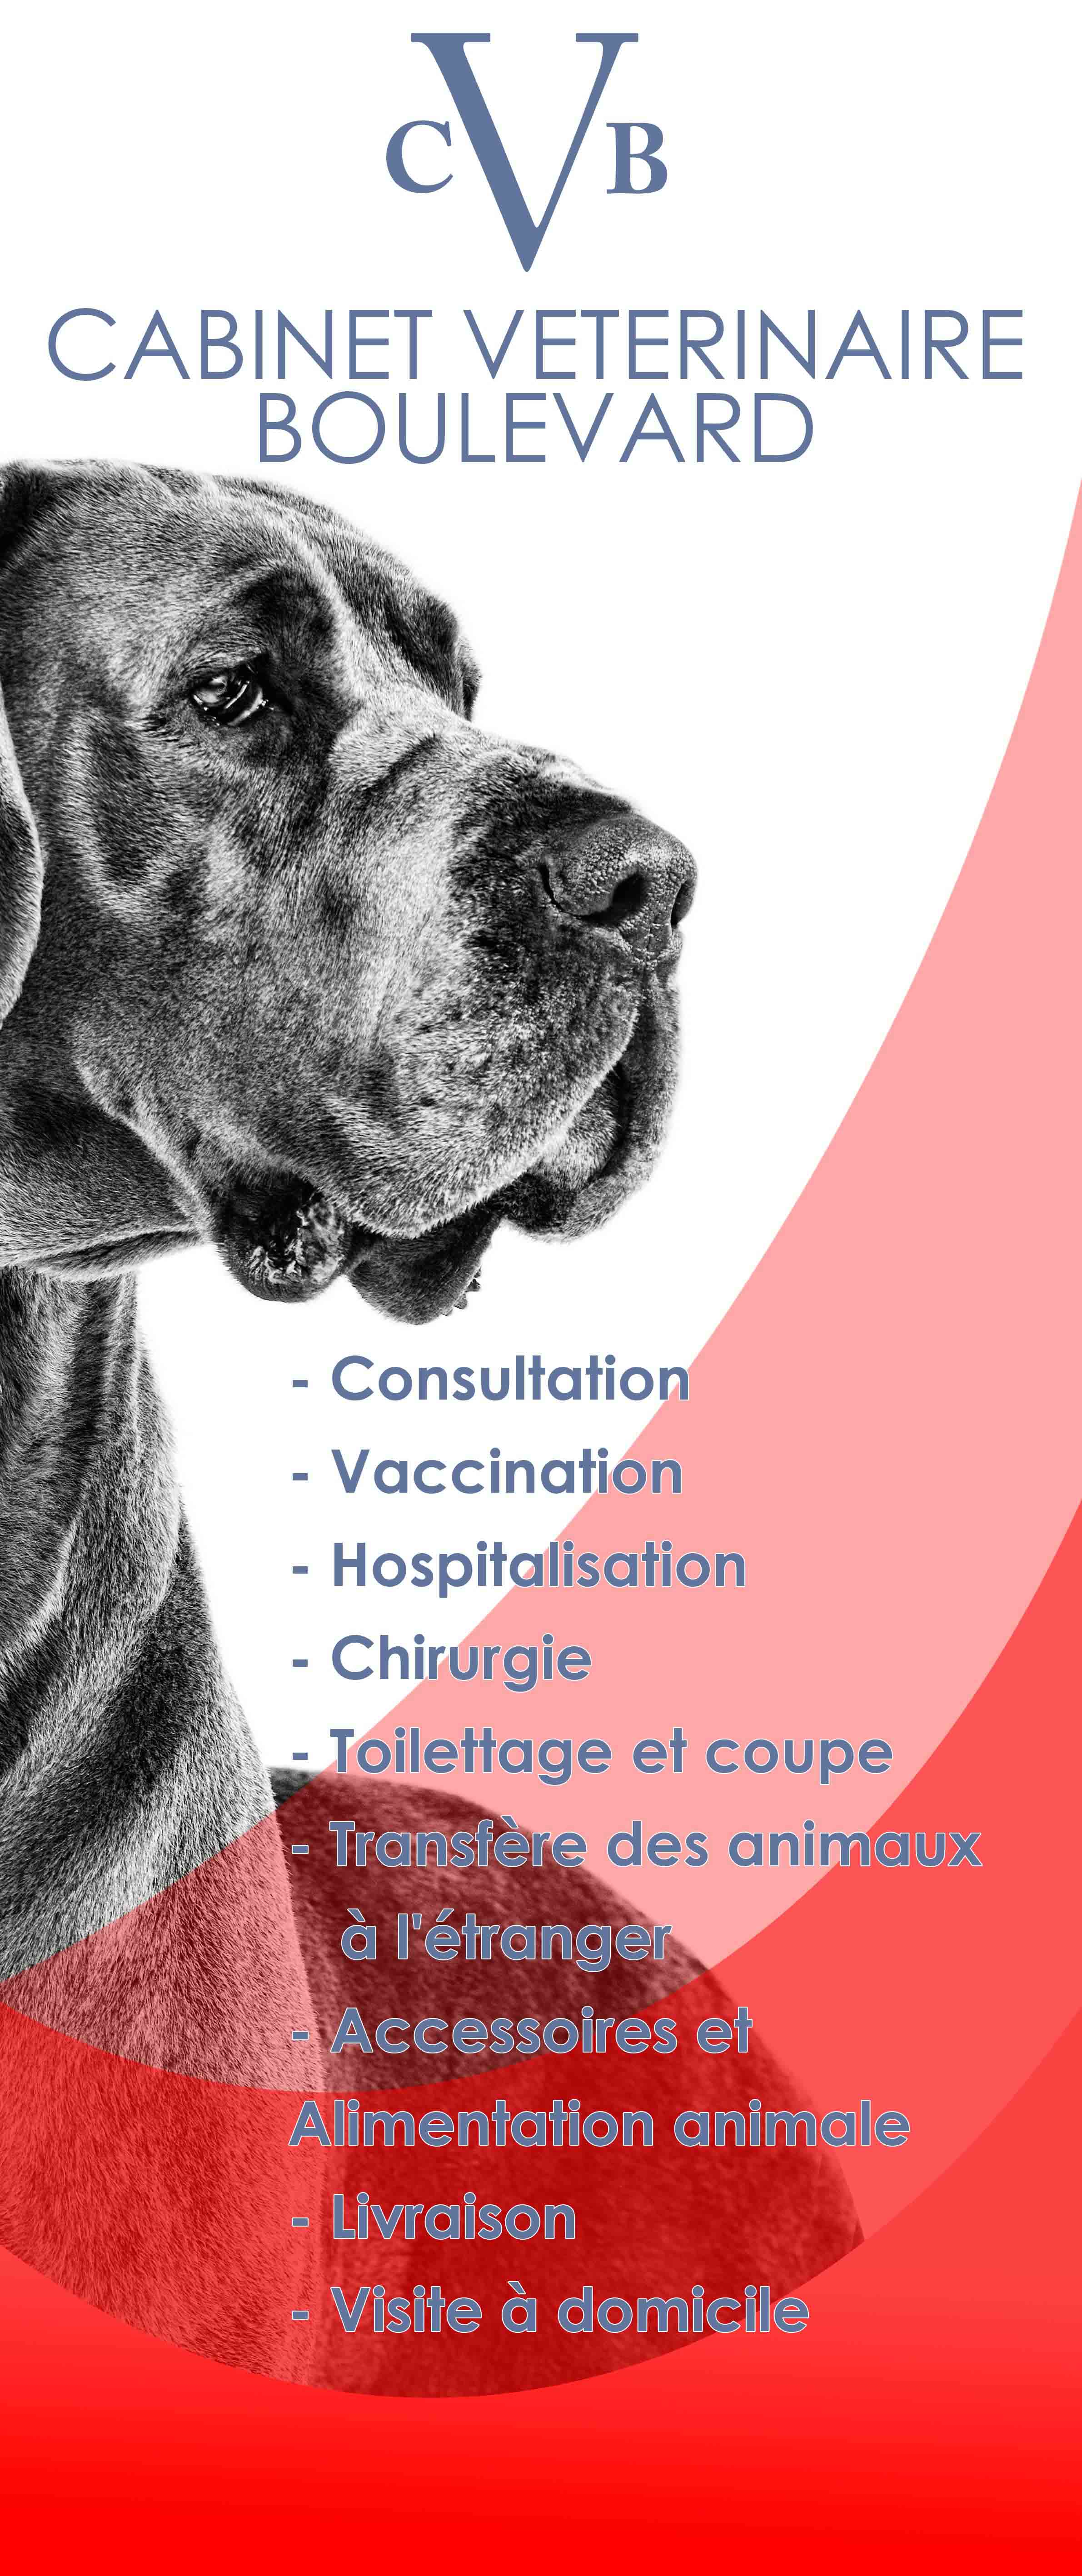 C V B
CABINET VETERINAIRE
BOULEVARD
- Consultation
- Vaccination
- Hospitalisation
- Chirurgie
- Toilettage et coupe
- Transfère des animaux
à l'étranger
- Accessoires et
Alimentation animale
- Livraison
- Visite à domicile